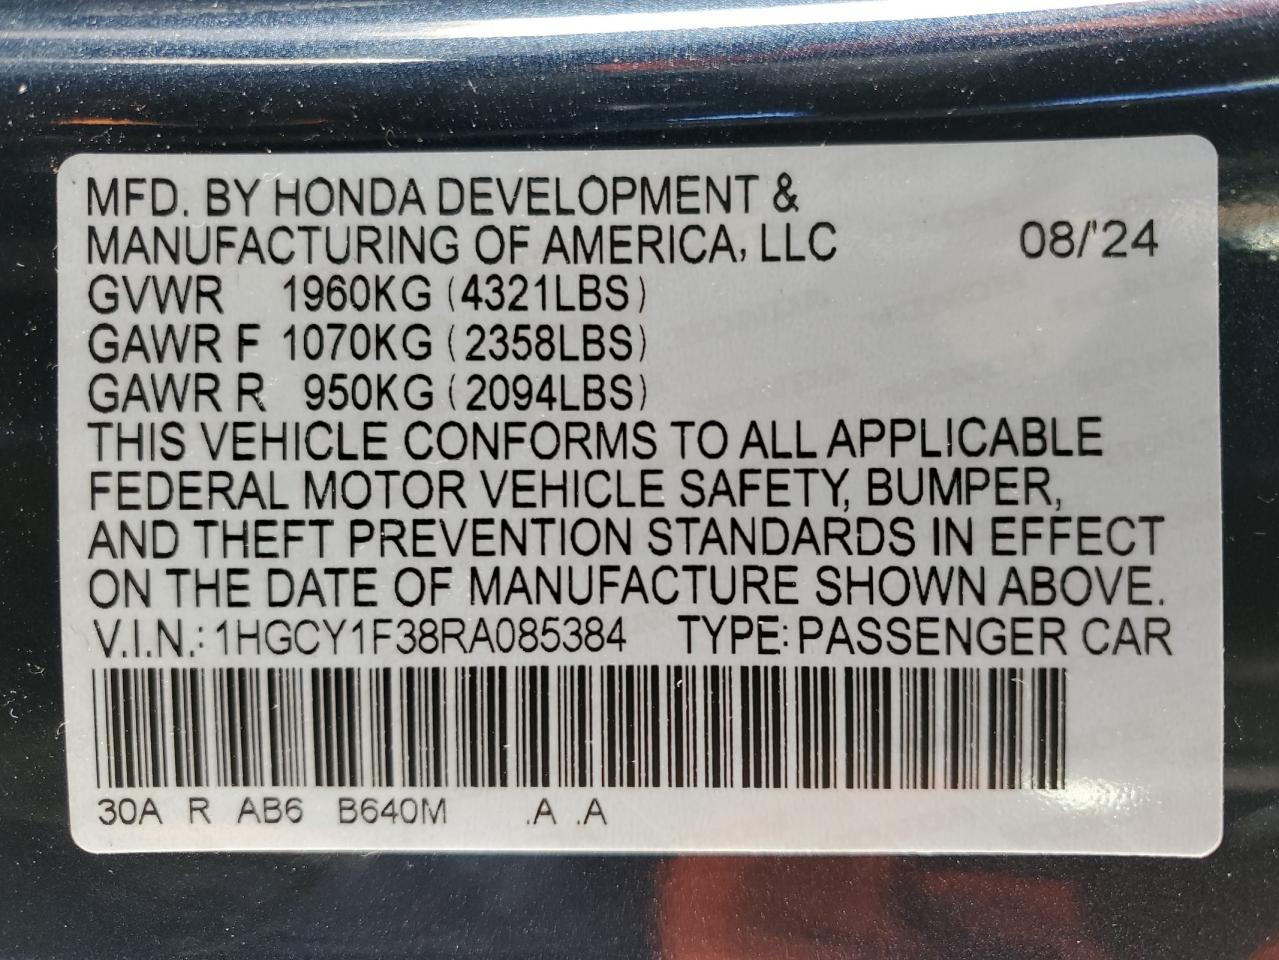 MFD. BY HONDA DEVELOPMENT &
MANUFACTURING OF AMERICA, LLC 08/'24
GVWR 1960KG (4321LBS)
GAWR F 1070KG (2358LBS)
GAWR R 950KG (2094LBS)
THIS VEHICLE CONFORMS TO ALL APPLICABLE
FEDERAL MOTOR VEHICLE SAFETY, BUMPER,
AND THEFT PREVENTION STANDARDS IN EFFECT
ON THE DATE OF MANUFACTURE SHOWN ABOVE.
V.I.N.: 1HGCY1F38RA085384 TYPE: PASSENGER CAR
30A R AB6 B640M .A .A